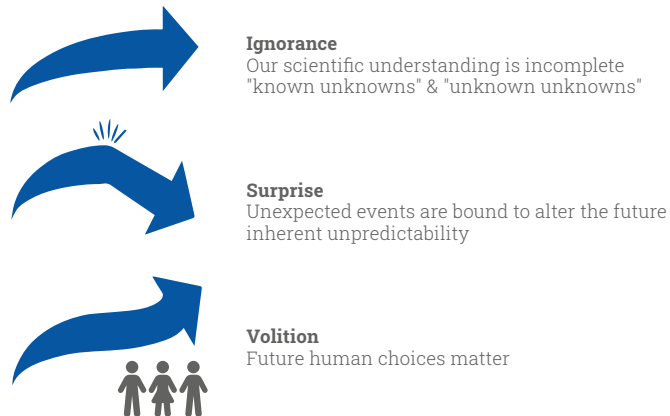 Ignorance
Our scientific understanding is incomplete
"known unknowns" & "unknown unknowns"
Surprise
Unexpected events are bound to alter the future
inherent unpredictability
Volition
Future human choices matter